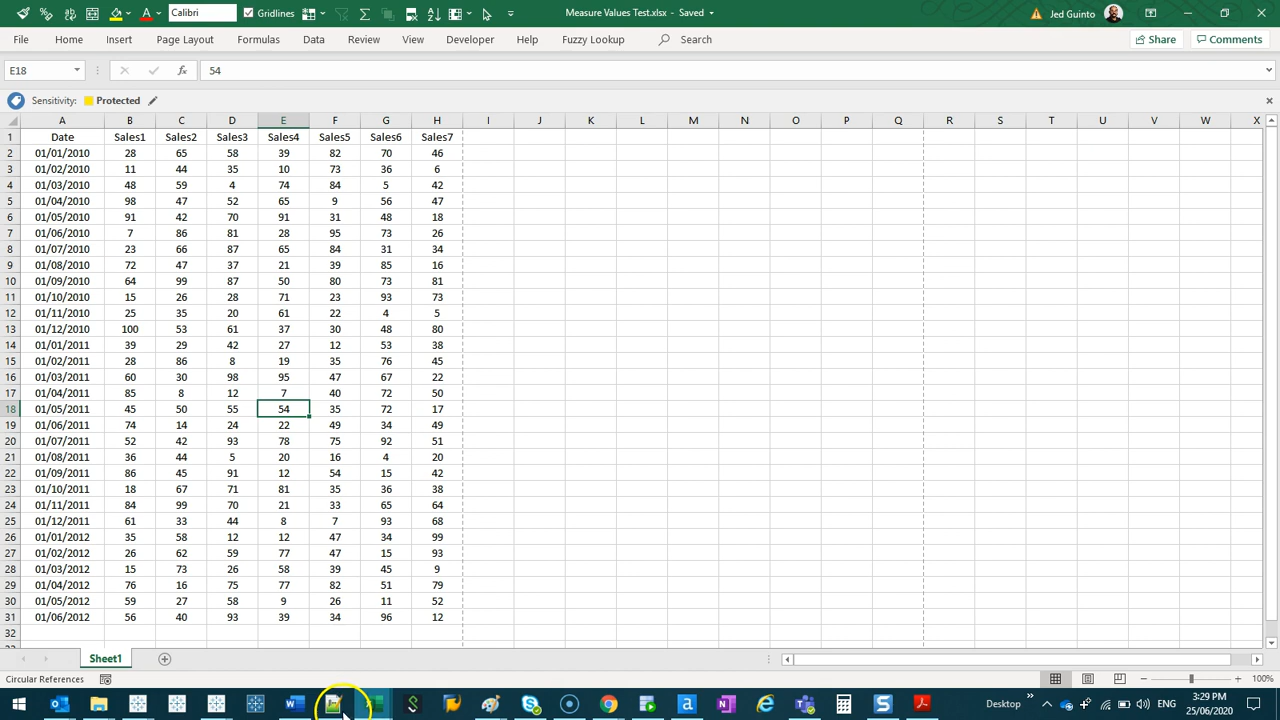 Calibri Gridlines Measure Values Test.xlsx - Saved Jed Guinto
File Home Insert Page Layout Formulas Data Review View Developer Help Fuzzy Lookup Search Share Comments
E18 fx 54
Sensitivity: Protected
A B C D E F G H I J K L M N O P Q R S T U V W X
1 Date Sales1 Sales2 Sales3 Sales4 Sales5 Sales6 Sales7
2 01/01/2010 28 65 58 39 82 70 46
3 01/02/2010 11 44 35 10 73 36 6
4 01/03/2010 48 59 4 74 84 5 42
5 01/04/2010 98 47 52 65 9 56 47
6 01/05/2010 91 42 70 91 31 48 18
7 01/06/2010 7 86 81 28 95 73 26
8 01/07/2010 23 66 87 65 84 31 34
9 01/08/2010 72 47 37 21 39 85 16
10 01/09/2010 64 99 87 50 80 73 81
11 01/10/2010 15 26 28 71 23 93 73
12 01/11/2010 25 35 20 61 22 4 5
13 01/12/2010 100 53 61 37 30 48 80
14 01/01/2011 39 29 42 27 12 53 38
15 01/02/2011 28 86 8 19 35 76 45
16 01/03/2011 60 30 98 95 47 67 22
17 01/04/2011 85 8 12 7 40 72 50
18 01/05/2011 45 50 55 54 35 72 17
19 01/06/2011 74 14 24 22 49 34 49
20 01/07/2011 52 42 93 78 75 92 51
21 01/08/2011 36 44 5 20 16 4 20
22 01/09/2011 86 45 91 12 54 15 42
23 01/10/2011 18 67 71 81 35 36 38
24 01/11/2011 84 99 70 21 33 65 64
25 01/12/2011 61 33 44 8 7 93 68
26 01/01/2012 35 58 12 12 47 34 99
27 01/02/2012 26 62 59 77 47 15 93
28 01/03/2012 15 73 26 58 39 45 9
29 01/04/2012 76 16 75 77 82 51 79
30 01/05/2012 59 27 58 9 26 11 52
31 01/06/2012 56 40 93 39 34 96 12
32
Sheet1
Circular References 100%
Desktop ENG 3:29 PM
25/06/2020